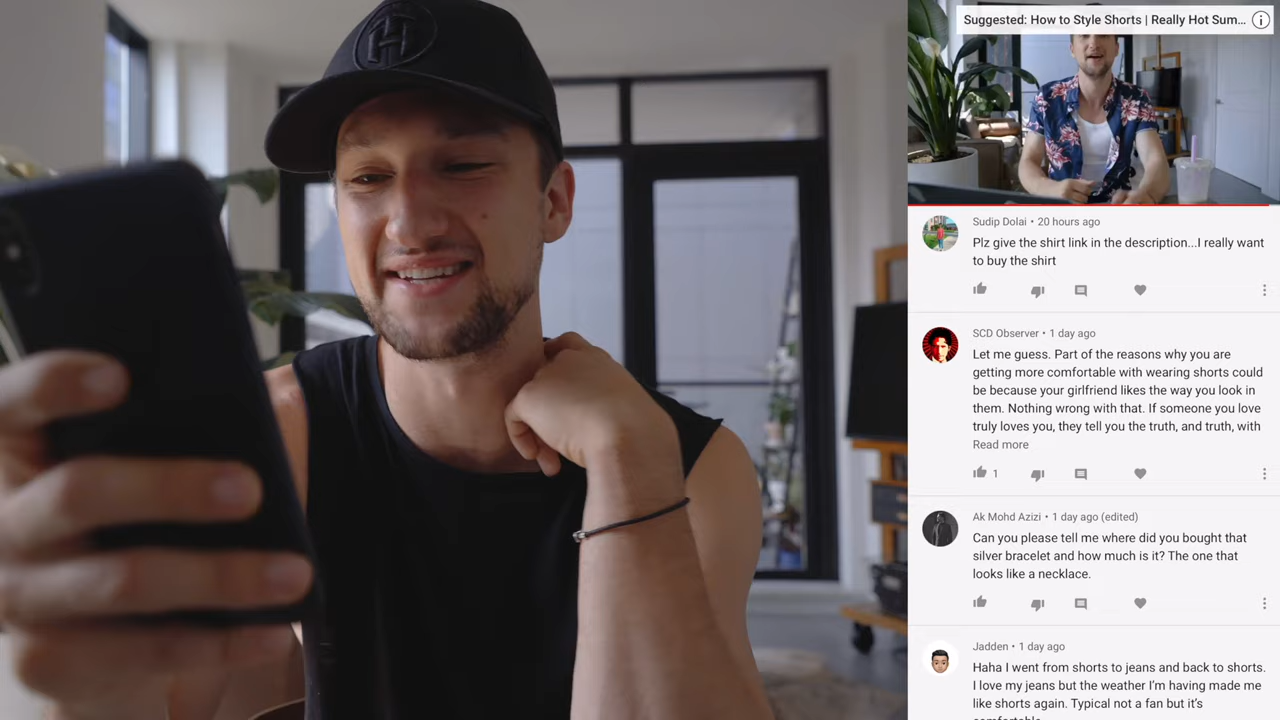 Suggested: How to Style Shorts | Really Hot Sum...
H
Sudip Dolai • 20 hours ago
Plz give the shirt link in the description...I really want
to buy the shirt
SCD Observer • 1 day ago
Let me guess. Part of the reasons why you are
getting more comfortable with wearing shorts could
be because your girlfriend likes the way you look in
them. Nothing wrong with that. If someone you love
truly loves you, they tell you the truth, and truth, with
Read more
1
Ak Mohd Azizi • 1 day ago (edited)
Can you please tell me where did you bought that
silver bracelet and how much is it? The one that
looks like a necklace.
Jadden • 1 day ago
Haha I went from shorts to jeans and back to shorts.
I love my jeans but the weather I'm having made me
like shorts again. Typical not a fan but it's
comfortable